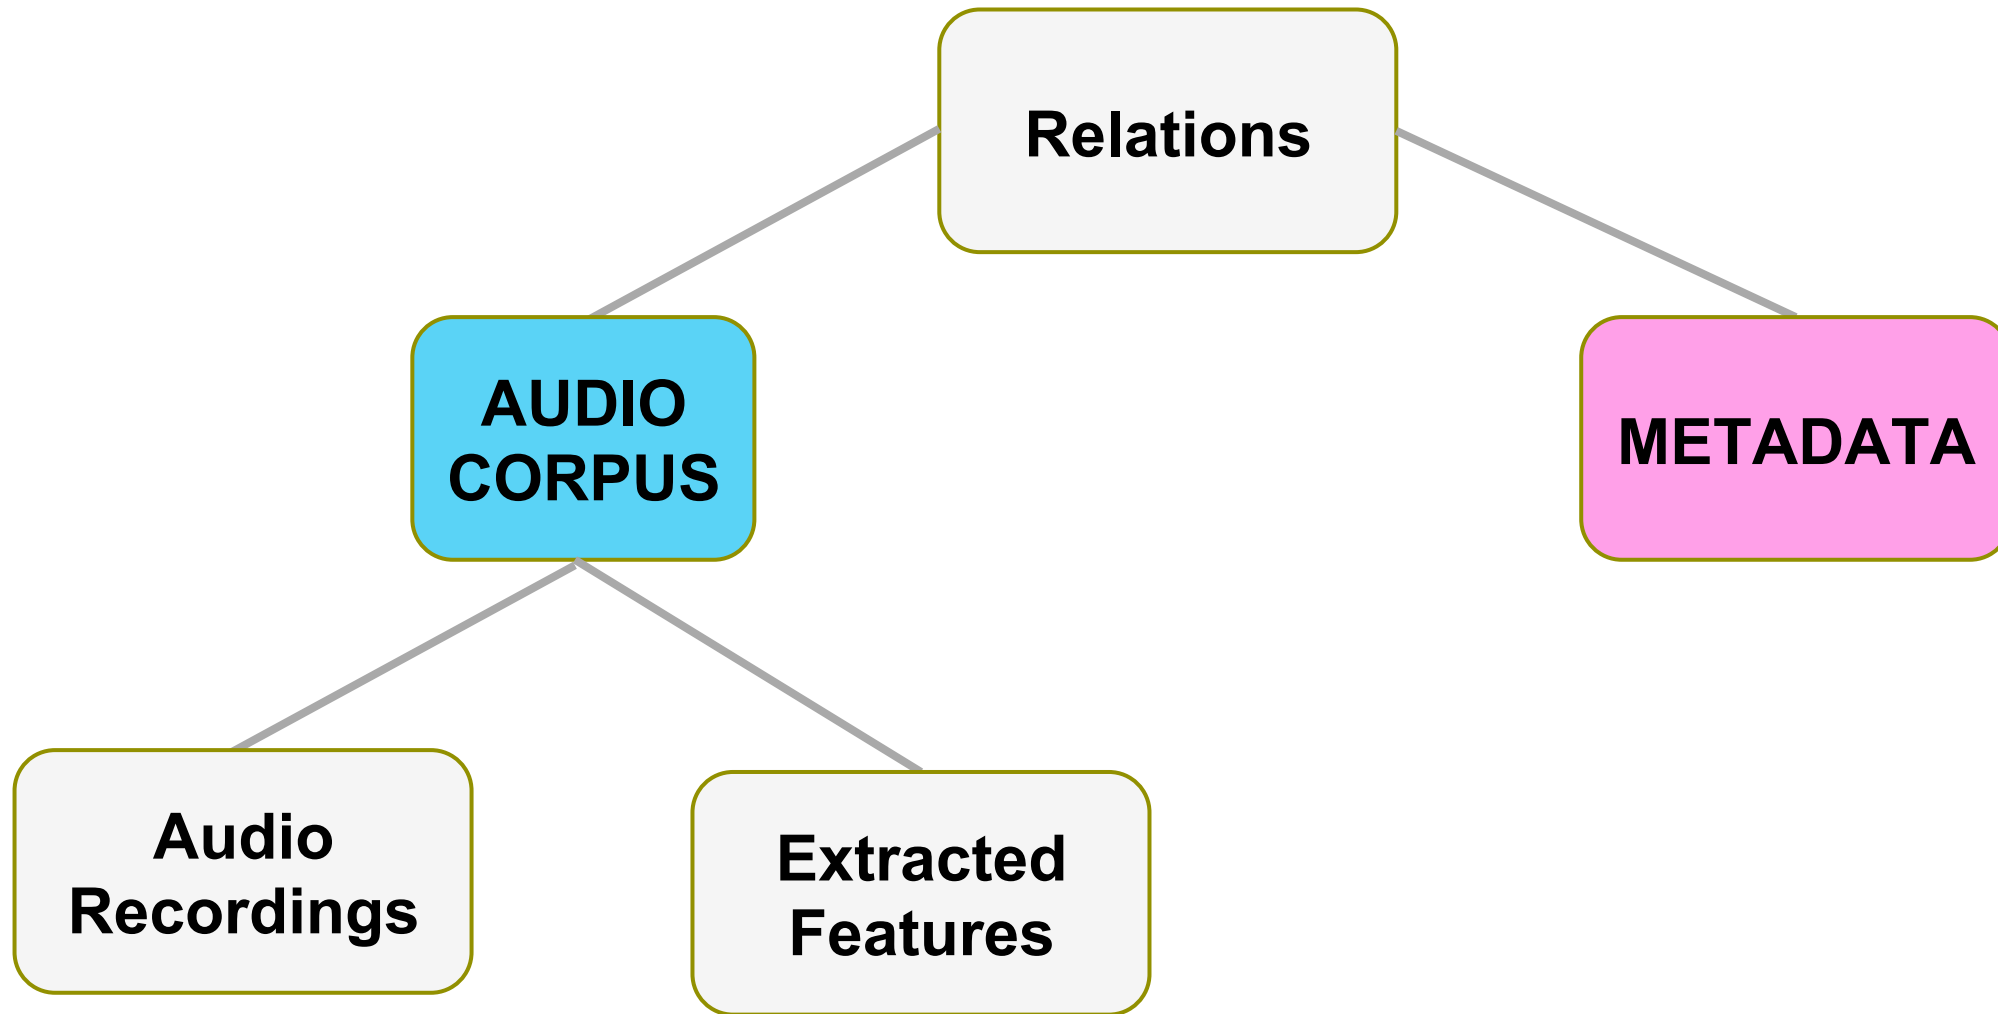 Relations
AUDIO
CORPUS
METADATA
Audio
Recordings
Extracted
Features